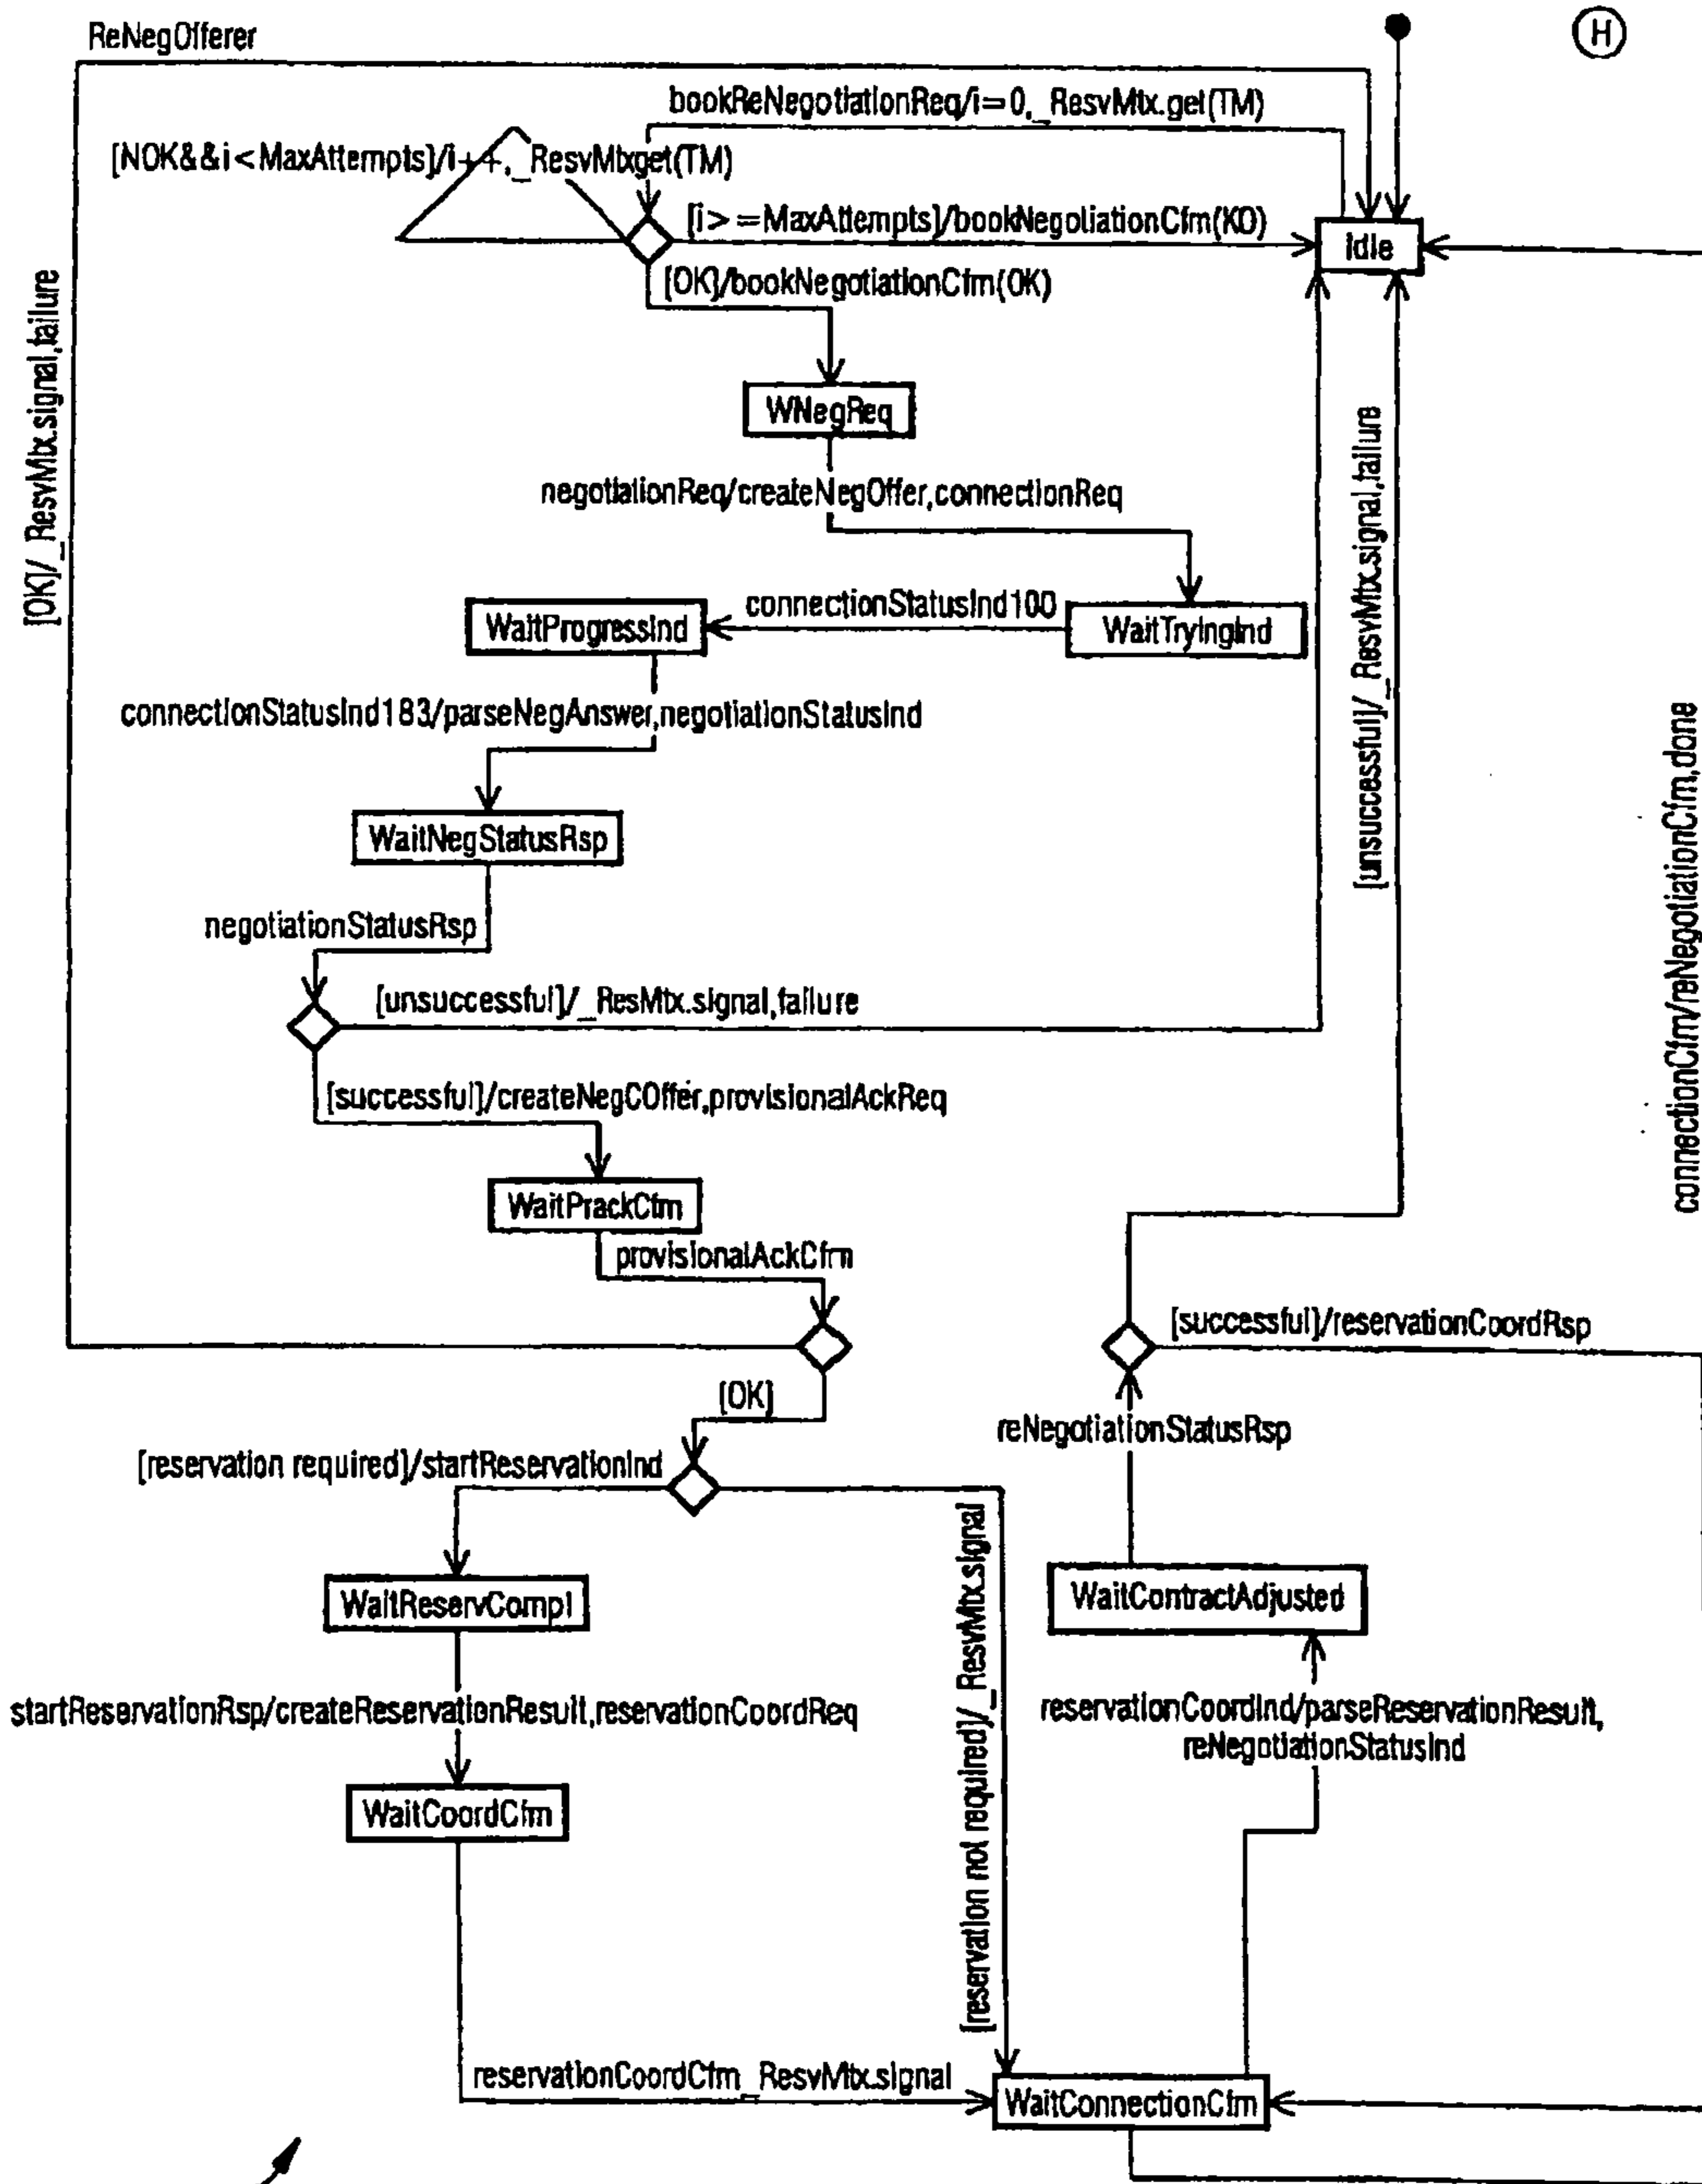 ReNegOfferer
H
bookReNegotiationReq/i=0,_ResvMtx.get(TM)
[NOK&&i<MaxAttempts]/i++,_ResvMtxget(TM)
[i>=MaxAttempts]/bookNegotiationCfm(KO)
Idle
[OK]/bookNegotiationCfm(OK)
[OK]/_ResvMtx.signal,failure
WNegReq
[unsuccessful]/_ResvMtx.signal,failure
negotiationReq/createNegOffer,connectionReq
connectionStatusInd100
WaitProgressInd
WaitTryingInd
connectionStatusInd183/parseNegAnswer,negotiationStatusInd
connectionCfm/reNegotiationCfm,done
WaitNegStatusRsp
negotiationStatusRsp
[unsuccessful]/_ResMtx.signal,failure
[successful]/createNegCOffer,provisionalAckReq
WaitPrackCfm
provisionalAckCfm
[successful]/reservationCoordRsp
[OK]
reNegotiationStatusRsp
[reservation required]/startReservationInd
[reservation not required]/_ResvMtx.signal
WaitReservCompl
WaitContractAdjusted
startReservationRsp/createReservationResult,reservationCoordReq
reservationCoordInd/parseReservationResult,
reNegotiationStatusInd
WaitCoordCfm
reservationCoordCfm_ResvMtx.signal
WaitConnectionCfm